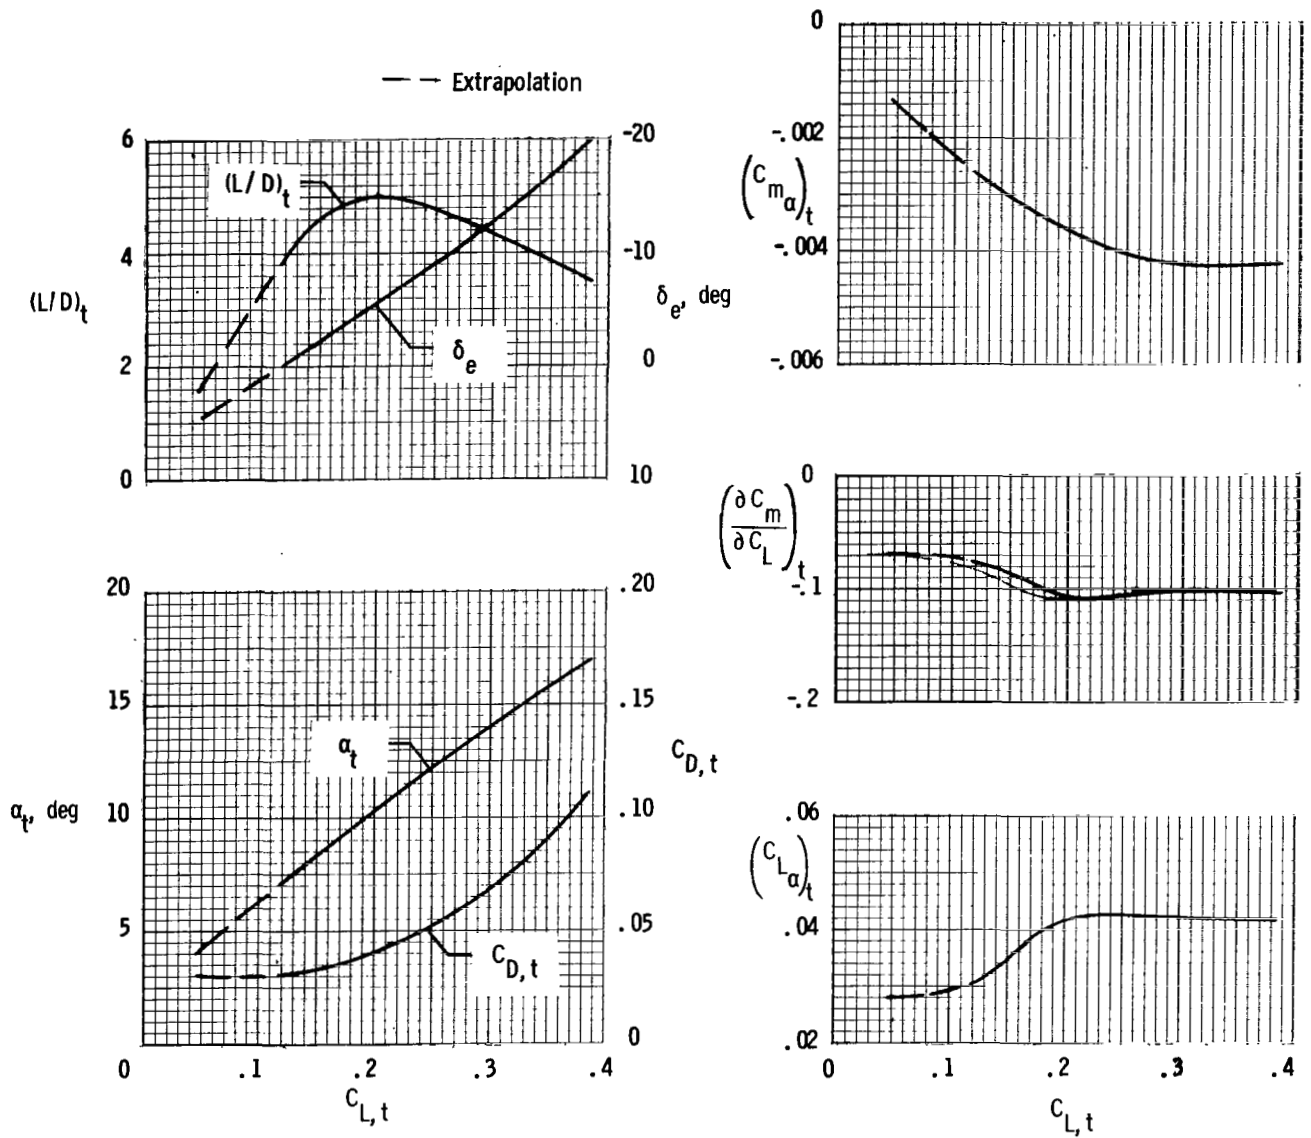 — — Extrapolation
6
4
2
0
(L/D)t
(L/D)t
δe
-20
-10
0
10
δe, deg
20
15
10
5
αt, deg
αt
CD, t
.20
.15
.10
.05
0
CD, t
0 .1 .2 .3 .4
CL, t
0
-.002
-.004
-.006
(Cmα)t
0
-.1
-.2
(∂Cm
∂CL)t
.06
.04
.02
(CLα)t
0 .1 .2 .3 .4
CL, t